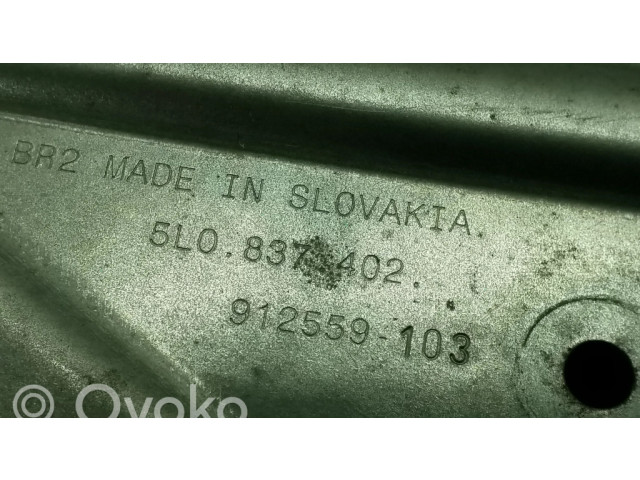 BR2 MADE IN SLOVAKIA.
5L0.837.402.
912559-103
Ovoko